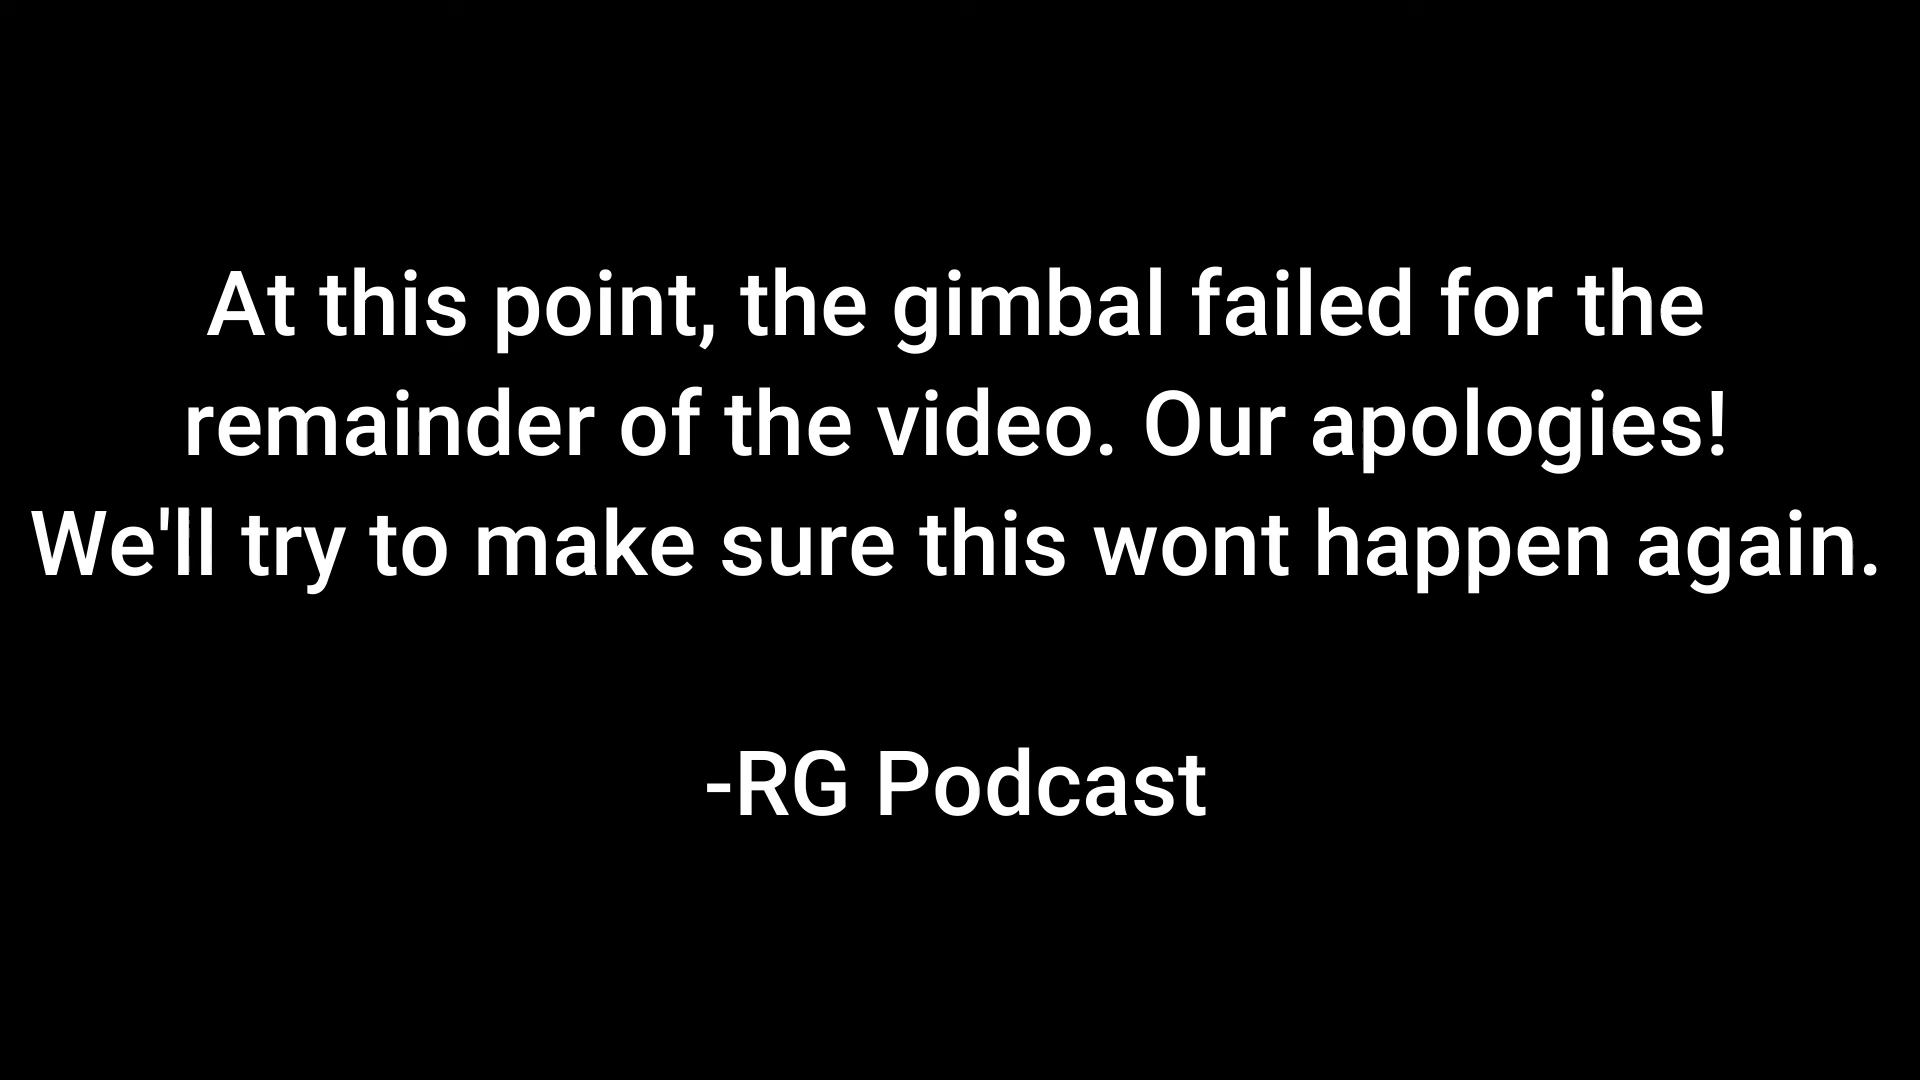 At this point, the gimbal failed for the
remainder of the video. Our apologies!
We'll try to make sure this wont happen again.
-RG Podcast